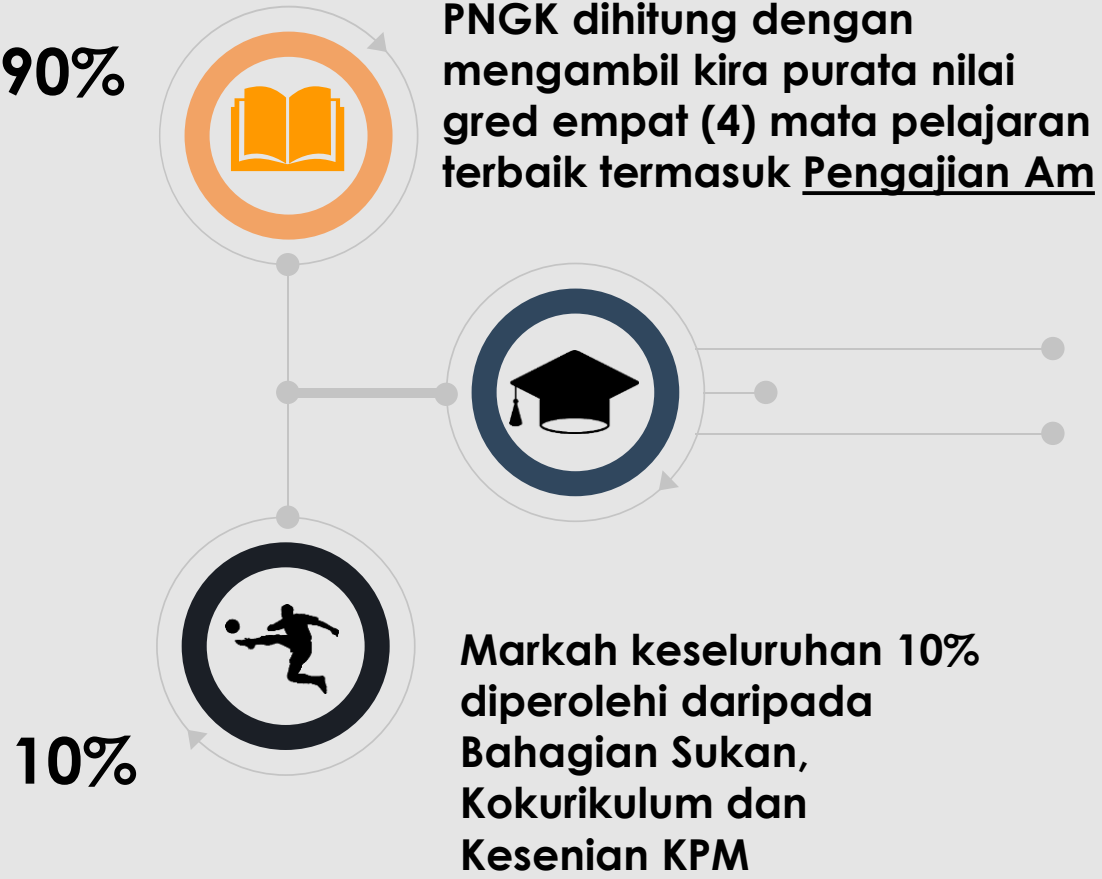 90%
PNGK dihitung dengan
mengambil kira purata nilai
gred empat (4) mata pelajaran
terbaik termasuk Pengajian Am
10%
Markah keseluruhan 10%
diperolehi daripada
Bahagian Sukan,
Kokurikulum dan
Kesenian KPM